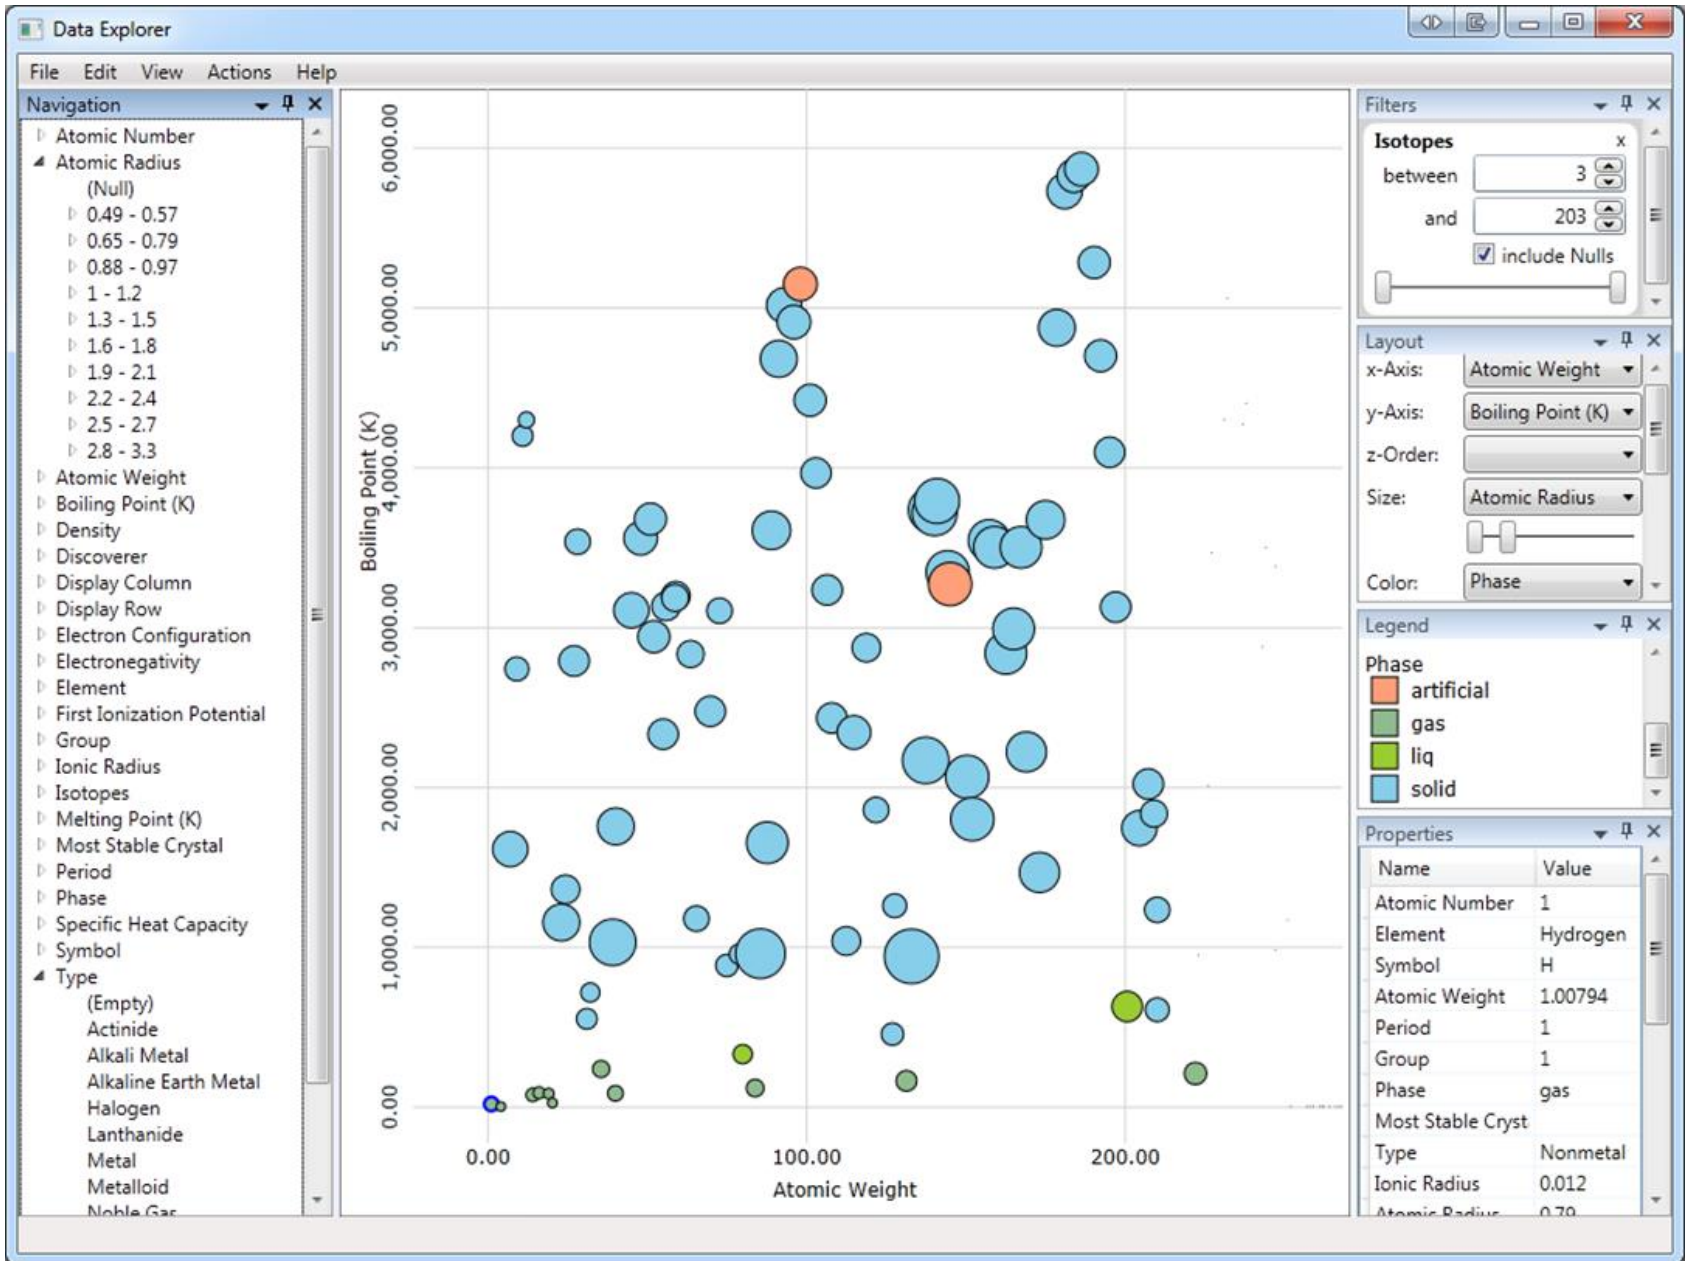 Data Explorer
File Edit View Actions Help
Navigation
Atomic Number
Atomic Radius
(Null)
0.49 - 0.57
0.65 - 0.79
0.88 - 0.97
1 - 1.2
1.3 - 1.5
1.6 - 1.8
1.9 - 2.1
2.2 - 2.4
2.5 - 2.7
2.8 - 3.3
Atomic Weight
Boiling Point (K)
Density
Discoverer
Display Column
Display Row
Electron Configuration
Electronegativity
Element
First Ionization Potential
Group
Ionic Radius
Isotopes
Melting Point (K)
Most Stable Crystal
Period
Phase
Specific Heat Capacity
Symbol
Type
(Empty)
Actinide
Alkali Metal
Alkaline Earth Metal
Halogen
Lanthanide
Metal
Metalloid
Noble Gas
Boiling Point (K)
6,000.00
5,000.00
4,000.00
3,000.00
2,000.00
1,000.00
0.00
0.00 100.00 200.00
Atomic Weight
Filters
Isotopes x
between 3
and 203
include Nulls
Layout
x-Axis: Atomic Weight
y-Axis: Boiling Point (K)
z-Order:
Size: Atomic Radius
Color: Phase
Legend
Phase
artificial
gas
liq
solid
Properties
Name Value
Atomic Number 1
Element Hydrogen
Symbol H
Atomic Weight 1.00794
Period 1
Group 1
Phase gas
Most Stable Cryst
Type Nonmetal
Ionic Radius 0.012
Atomic Radius 0.79